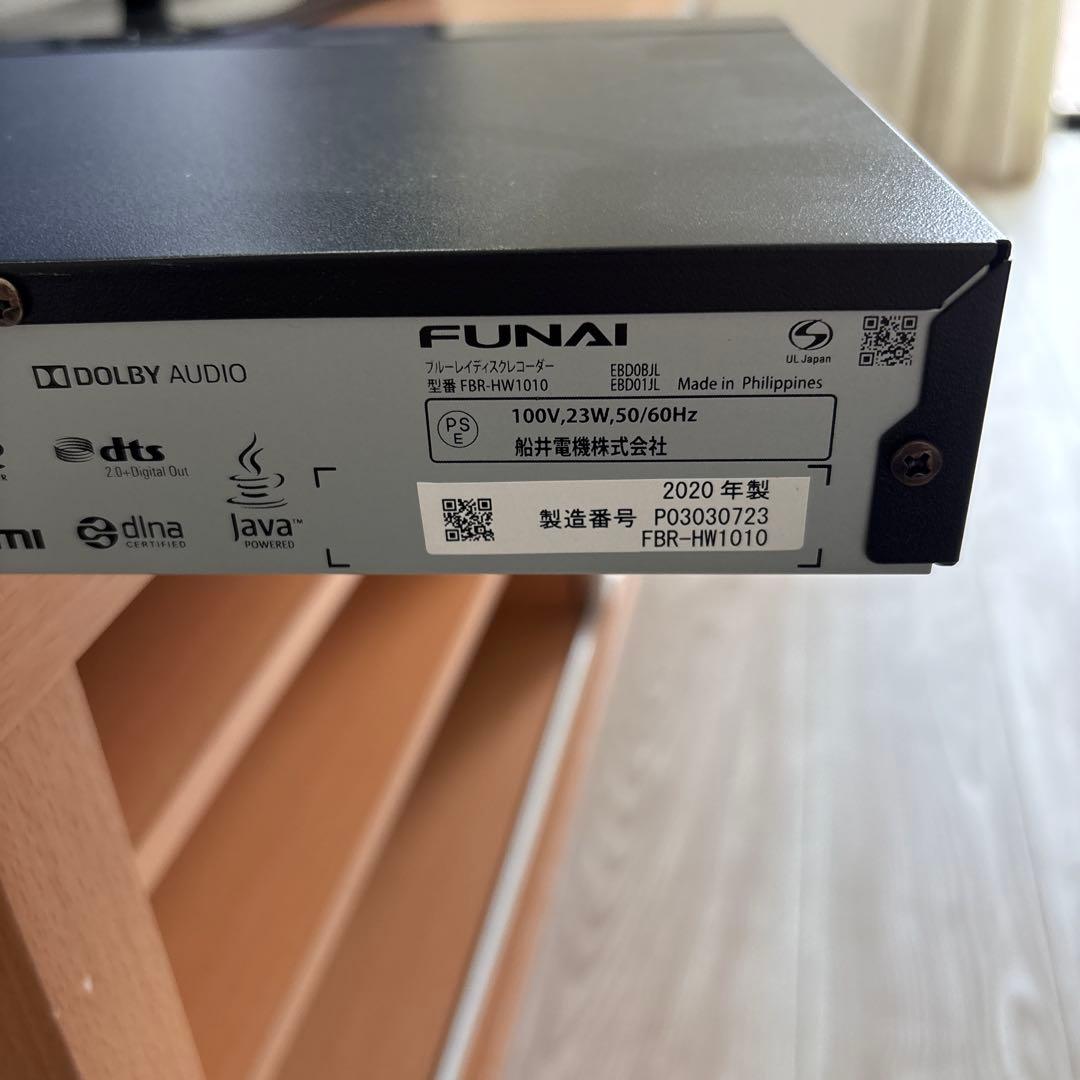 FUNAI
ブルーレイディスクレコーダー
型番 FBR-HW1010
EBD0BJL
EBD01JL
Made in Philippines
UL Japan
PS
E
100V,23W,50/60Hz
船井電機株式会社
2020 年製
製造番号 P03030723
FBR-HW1010
DOLBY AUDIO
dts
2.0+Digital Out
dlna
CERTIFIED
Java™
POWERED